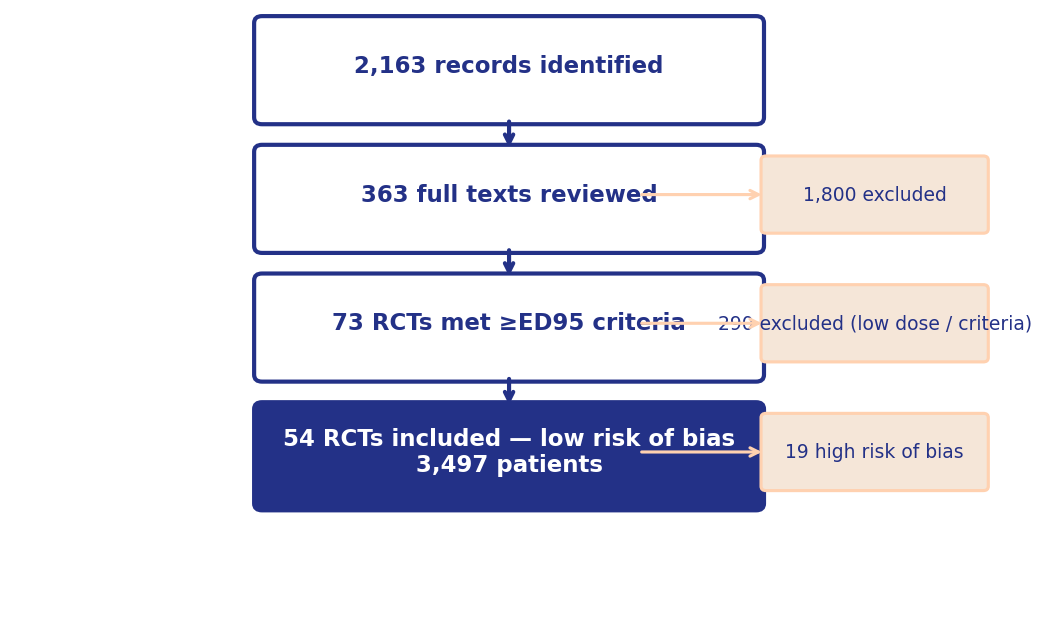 2,163 records identified
363 full texts reviewed
1,800 excluded
73 RCTs met ≥ED95 criteria
290 excluded (low dose / criteria)
54 RCTs included — low risk of bias
3,497 patients
19 high risk of bias